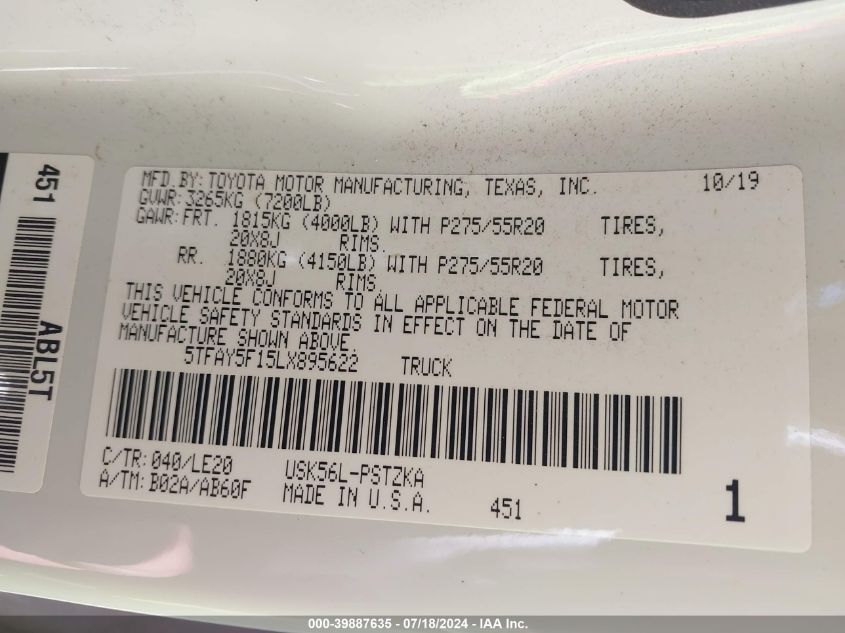 MFD.BY:TOYOTA MOTOR MANUFACTURING, TEXAS, INC. 10/19
GVWR:3265KG (7200LB)
GAWR:FRT. 1815KG (4000LB) WITH P275/55R20 TIRES,
20X8J RIMS.
RR. 1880KG (4150LB) WITH P275/55R20 TIRES,
20X8J RIMS.
THIS VEHICLE CONFORMS TO ALL APPLICABLE FEDERAL MOTOR
VEHICLE SAFETY STANDARDS IN EFFECT ON THE DATE OF
MANUFACTURE SHOWN ABOVE.
5TFAY5F15LX895622 TRUCK
C/TR:040/LE20 USK56L-PSTZKA
A/TM:B02A/AB60F MADE IN U.S.A. 451 1
451 ABL5T
000-39887635 - 07/18/2024 - IAA Inc.